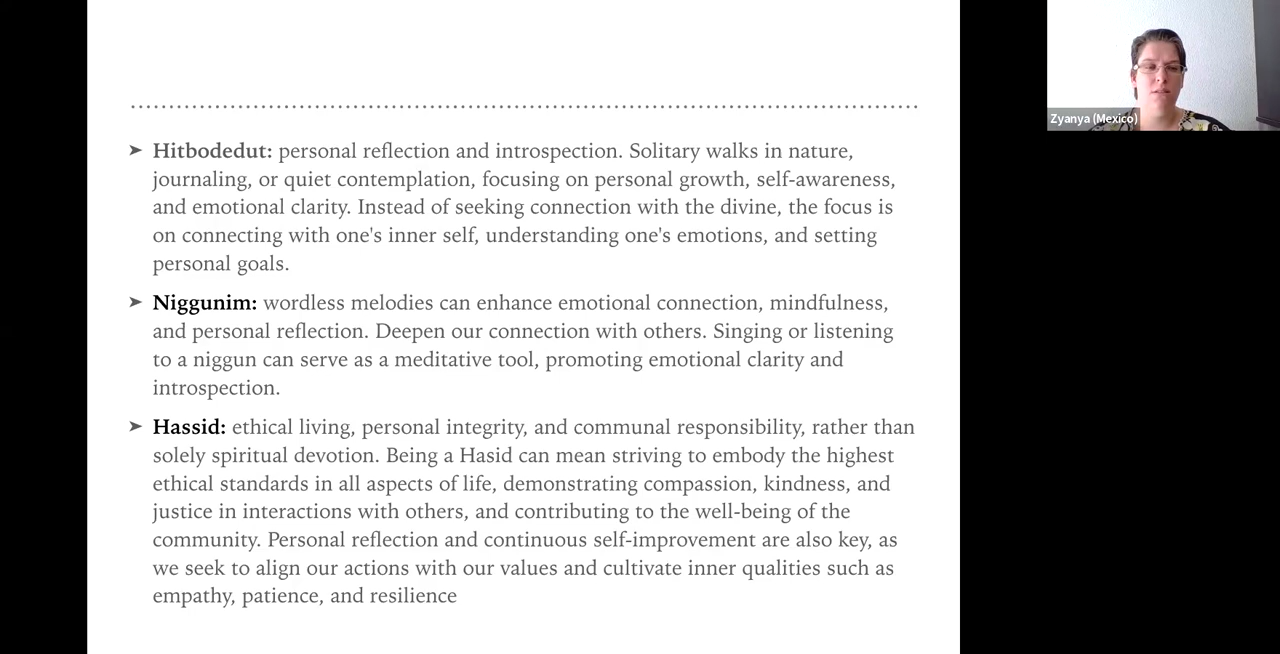 ➤ Hitbodedut: personal reflection and introspection. Solitary walks in nature,
journaling, or quiet contemplation, focusing on personal growth, self-awareness,
and emotional clarity. Instead of seeking connection with the divine, the focus is
on connecting with one's inner self, understanding one's emotions, and setting
personal goals.
➤ Niggunim: wordless melodies can enhance emotional connection, mindfulness,
and personal reflection. Deepen our connection with others. Singing or listening
to a niggun can serve as a meditative tool, promoting emotional clarity and
introspection.
➤ Hassid: ethical living, personal integrity, and communal responsibility, rather than
solely spiritual devotion. Being a Hasid can mean striving to embody the highest
ethical standards in all aspects of life, demonstrating compassion, kindness, and
justice in interactions with others, and contributing to the well-being of the
community. Personal reflection and continuous self-improvement are also key, as
we seek to align our actions with our values and cultivate inner qualities such as
empathy, patience, and resilience
Zyanya (Mexico)